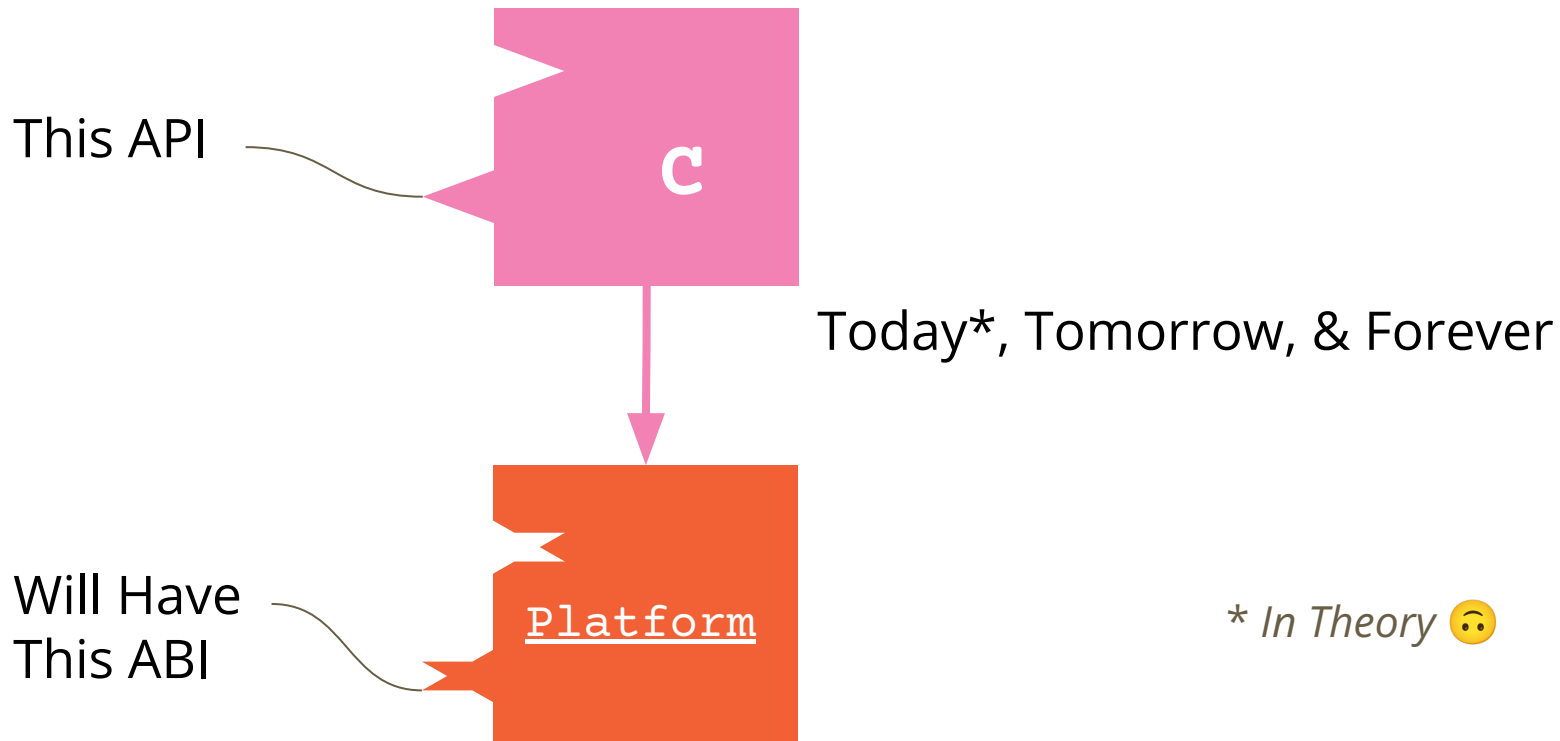 This API
C
Today*, Tomorrow, & Forever
Will Have
This ABI
Platform
* In Theory 🙃